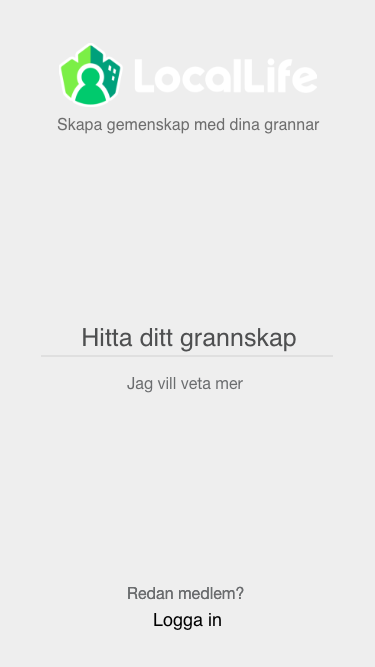 LocalLife
Skapa gemenskap med dina grannar
Hitta ditt grannskap
Jag vill veta mer
Redan medlem?
Logga in